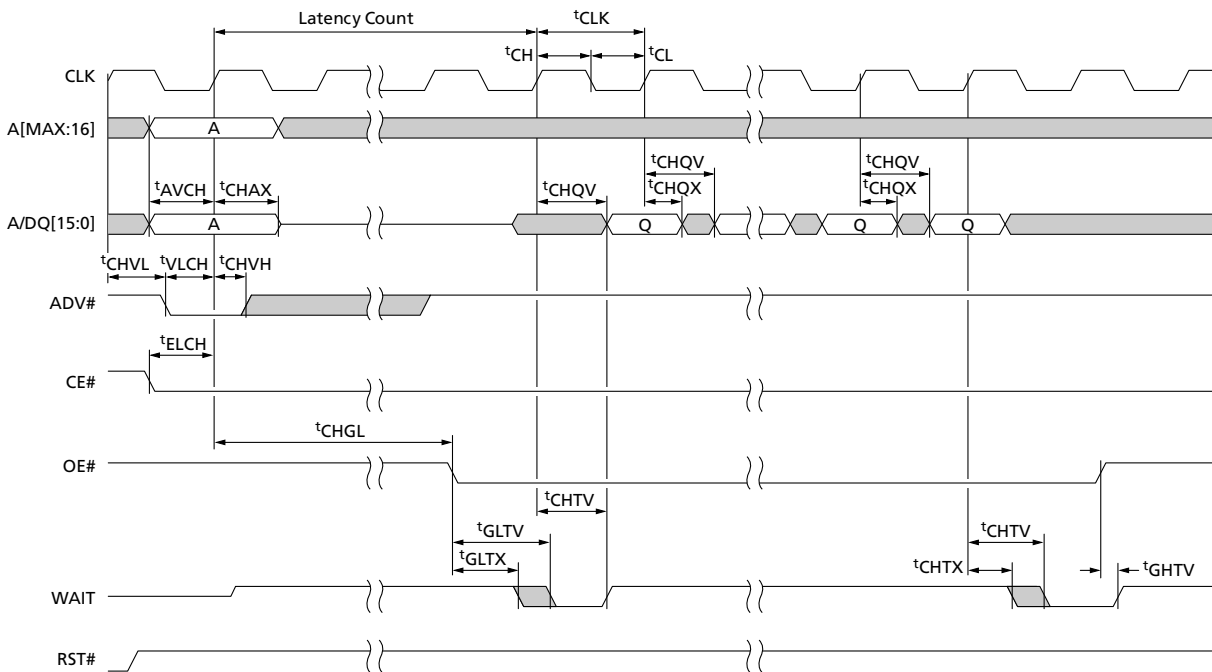 Latency Count
tCLK
tCH
tCL
CLK
A[MAX:16]
A
tCHQV
tCHQV
tAVCH
tCHAX
tCHQV
tCHQX
tCHQX
A/DQ[15:0]
A
Q
Q
Q
tCHVL
tVLCH
tCHVH
ADV#
tELCH
CE#
tCHGL
OE#
tCHTV
tGLTV
tCHTV
tGLTX
tCHTX
tGHTV
WAIT
RST#